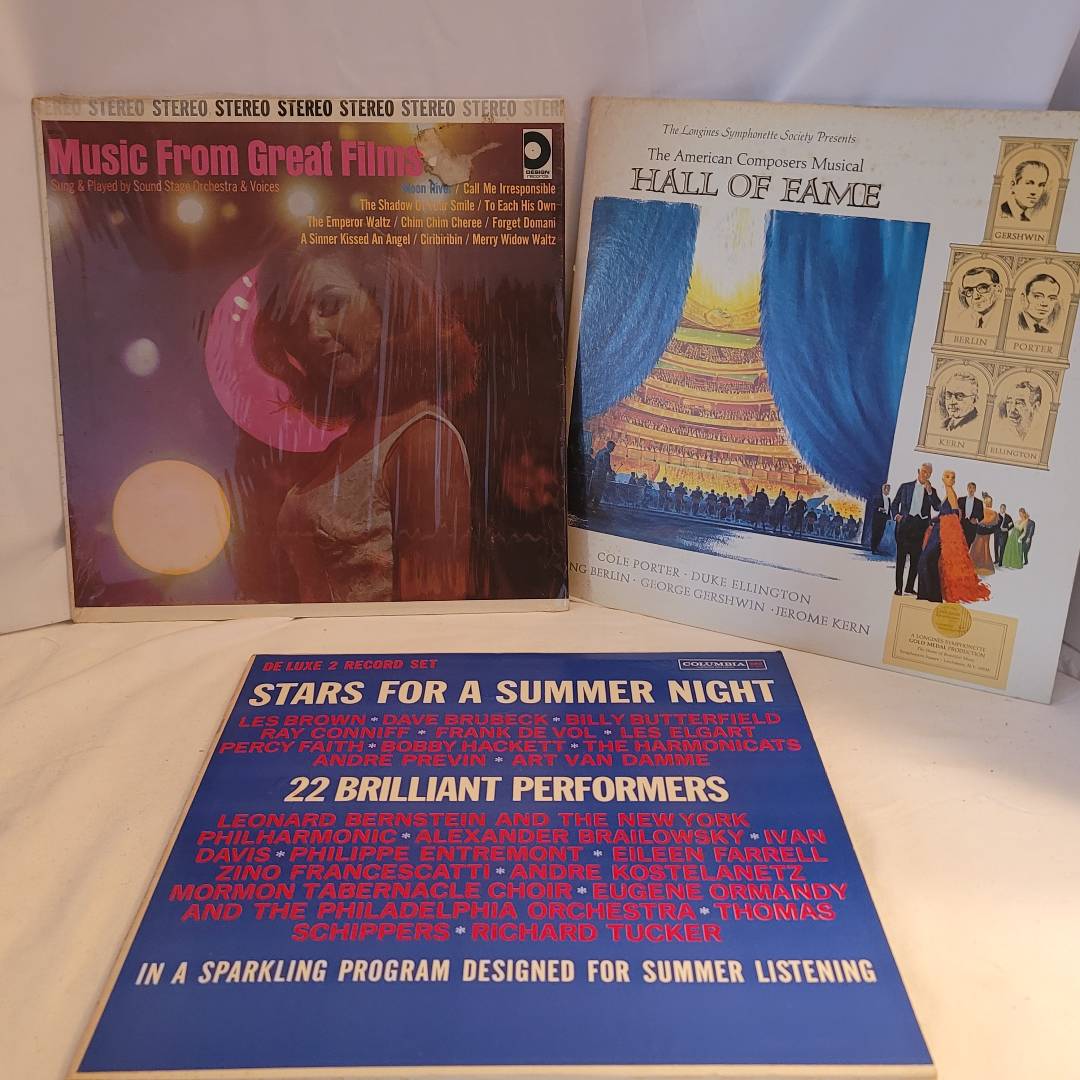 STEREO STEREO STEREO STEREO STEREO STEREO STEREO
Music From Great Films
Sung & Played by Sound Stage Orchestra & Voices
DESIGN
records
Moon River / Call Me Irresponsible
The Shadow Of Your Smile / To Each His Own
The Emperor Waltz / Chim Chim Cheree / Forget Domani
A Sinner Kissed An Angel / Ciribiribin / Merry Widow Waltz
The Longines Symphonette Society Presents
The American Composers Musical
HALL OF FAME
GERSHWIN
BERLIN
PORTER
KERN
ELLINGTON
COLE PORTER · DUKE ELLINGTON
NG BERLIN · GEORGE GERSHWIN · JEROME KERN
A LONGINES SYMPHONETTE
GOLD MEDAL PRODUCTION
DE LUXE 2 RECORD SET
COLUMBIA
STARS FOR A SUMMER NIGHT
LES BROWN * DAVE BRUBECK * BILLY BUTTERFIELD
RAY CONNIFF * FRANK DE VOL * LES ELGART
PERCY FAITH * BOBBY HACKETT * THE HARMONICATS
ANDRÉ PREVIN * ART VAN DAMME
22 BRILLIANT PERFORMERS
LEONARD BERNSTEIN AND THE NEW YORK
PHILHARMONIC * ALEXANDER BRAILOWSKY * IVAN
DAVIS * PHILIPPE ENTREMONT * EILEEN FARRELL
ZINO FRANCESCATTI * ANDRE KOSTELANETZ
MORMON TABERNACLE CHOIR * EUGENE ORMANDY
AND THE PHILADELPHIA ORCHESTRA * THOMAS
SCHIPPERS * RICHARD TUCKER
IN A SPARKLING PROGRAM DESIGNED FOR SUMMER LISTENING